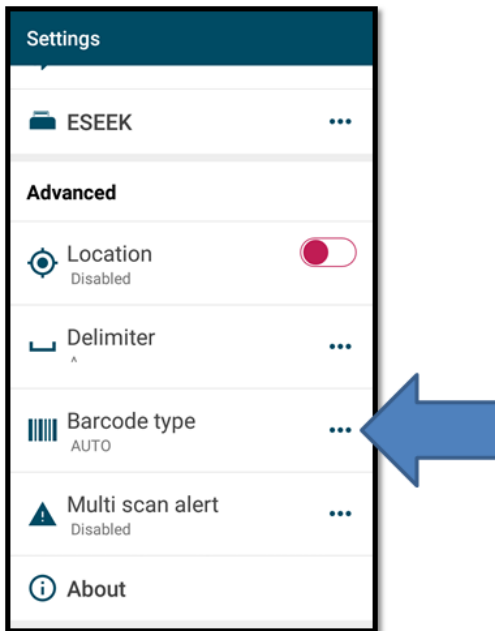 Settings
ESEEK
Advanced
Location
Disabled
Delimiter
^
Barcode type
AUTO
Multi scan alert
Disabled
About